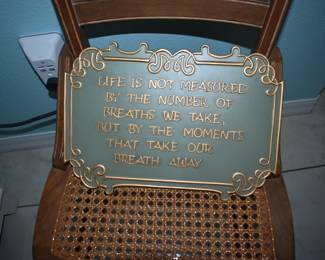 LIFE IS NOT MEASURED
BY THE NUMBER OF
BREATHS WE TAKE,
BUT BY THE MOMENTS
THAT TAKE OUR
BREATH AWAY